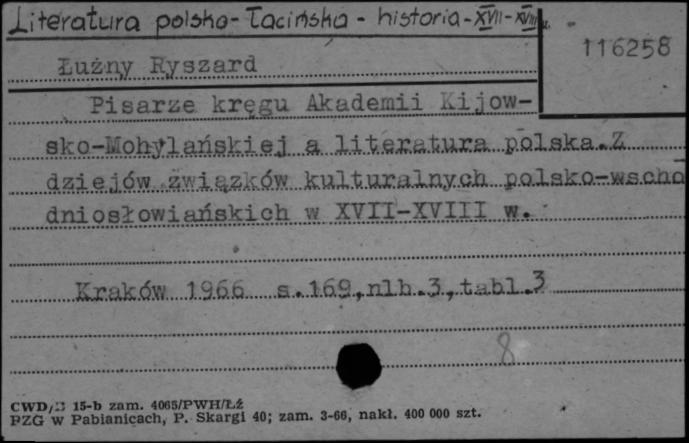 Literatura polsko-łacińska - historia - XVII-XVIII w.
116258
Łużny Ryszard
Pisarze kręgu Akademii Kijow-
sko-Mohylańskiej a literatura polska.Z
dziejów związków kulturalnych polsko-wscho
dniosłowiańskich w XVII-XVIII w.
Kraków 1966 s.169,nlb.3,tabl.3
8
CWD/B 15-b zam. 4065/PWH/Łź
PZG w Pabianicach, P. Skargi 40; zam. 3-66, nakł. 400 000 szt.